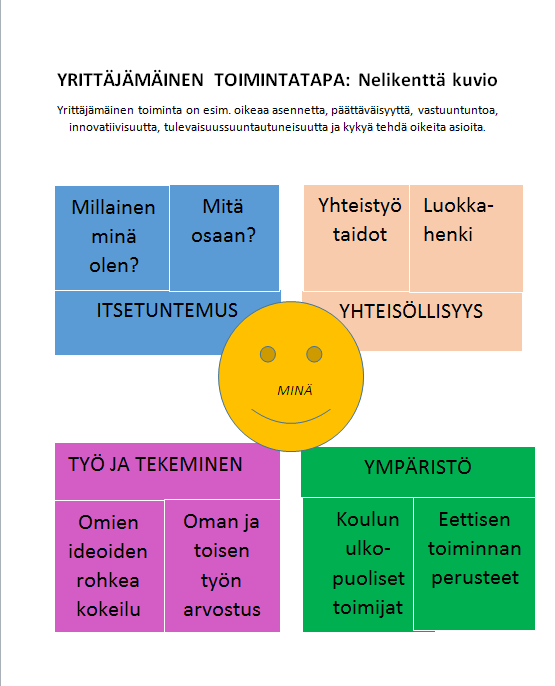 YRITTÄJÄMÄINEN TOIMINTATAPA: Nelikenttä kuvio
Yrittäjämäinen toiminta on esim. oikeaa asennetta, päättäväisyyttä, vastuuntuntoa,
innovatiivisuutta, tulevaisuussuuntautuneisuutta ja kykyä tehdä oikeita asioita.
Millainen
minä
olen?
Mitä
osaan?
ITSETUNTEMUS
Yhteistyö
taidot
Luokka-
henki
YHTEISÖLLISYYS
MINÄ
TYÖ JA TEKEMINEN
Omien
ideoiden
rohkea
kokeilu
Oman ja
toisen
työn
arvostus
YMPÄRISTÖ
Koulun
ulko-
puoliset
toimijat
Eettisen
toiminnan
perusteet